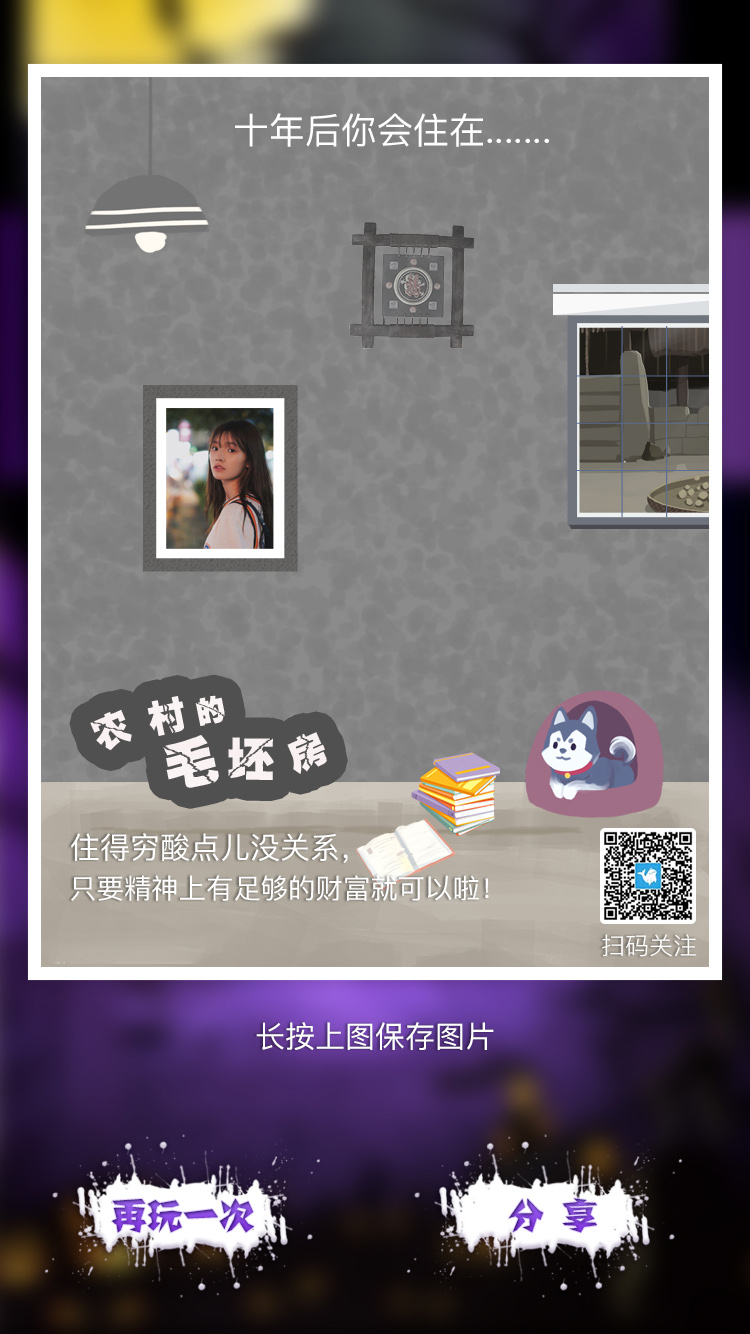 十年后你会住在.......
农村的
毛坯房
住得穷酸点儿没关系，
只要精神上有足够的财富就可以啦！
扫码关注
长按上图保存图片
再玩一次
分享